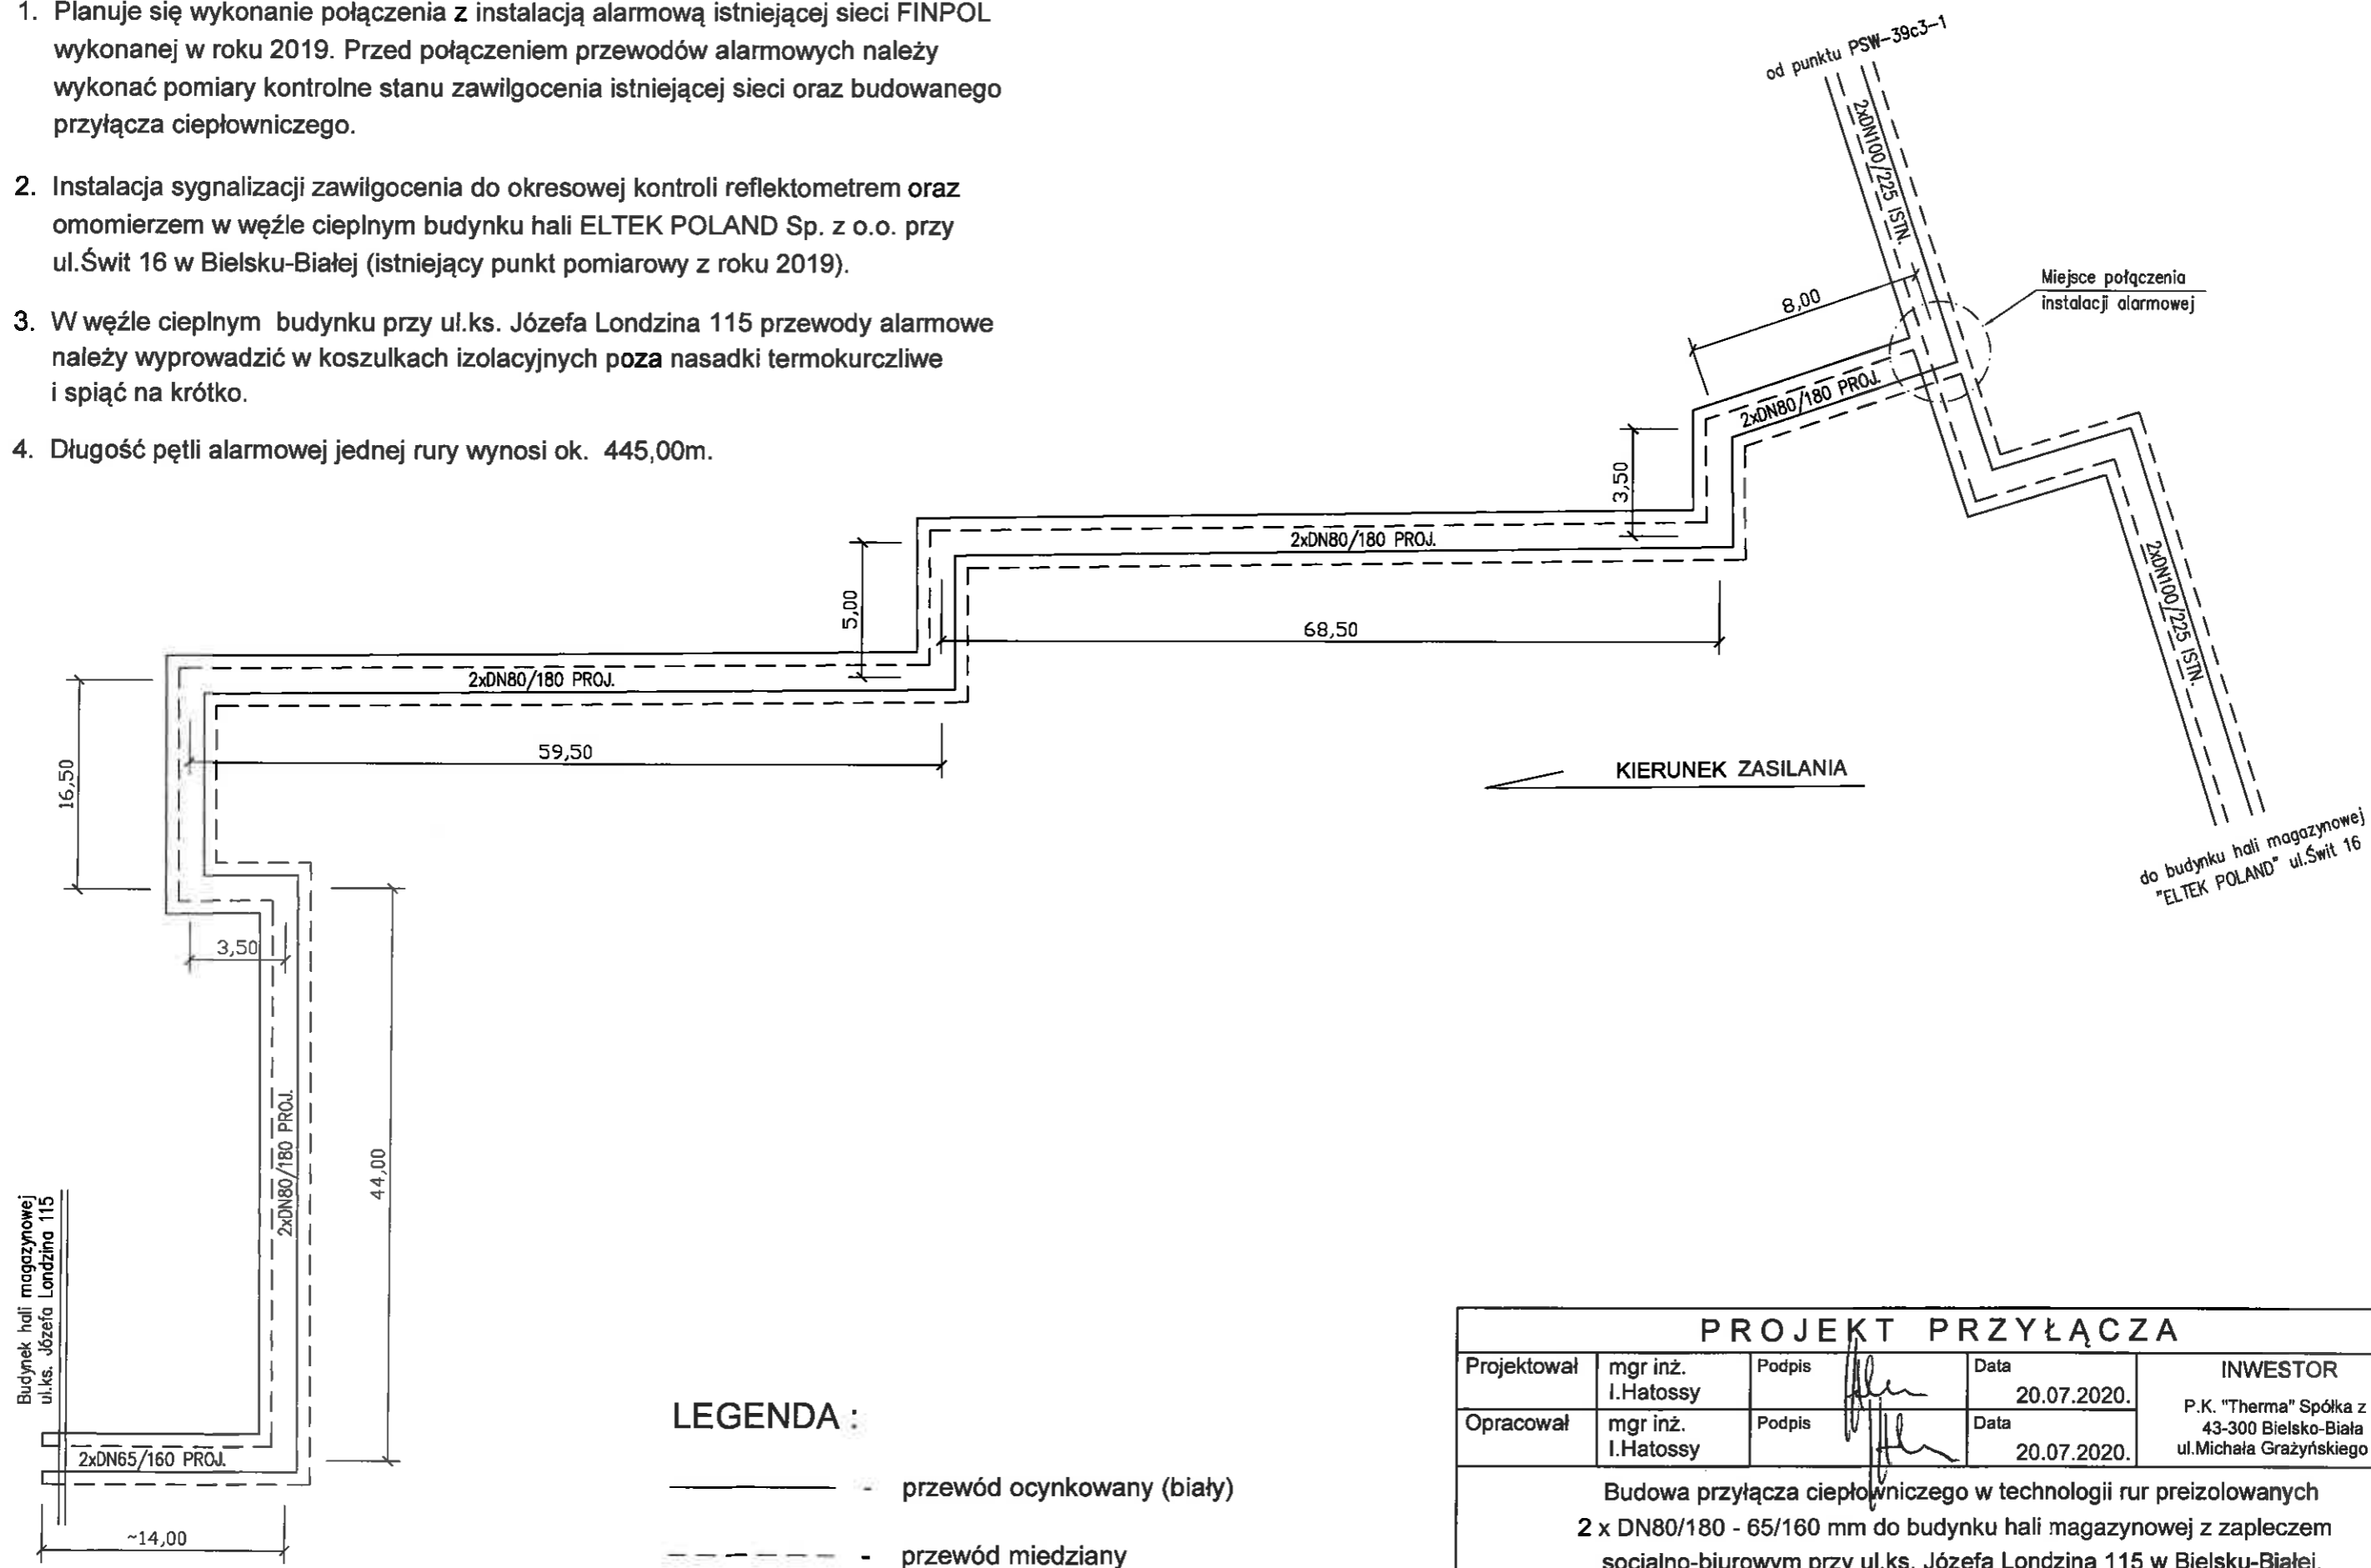 1. Planuje się wykonanie połączenia z instalacją alarmową istniejącej sieci FINPOL
wykonanej w roku 2019. Przed połączeniem przewodów alarmowych należy
wykonać pomiary kontrolne stanu zawilgocenia istniejącej sieci oraz budowanego
przyłącza ciepłowniczego.
2. Instalacja sygnalizacji zawilgocenia do okresowej kontroli reflektometrem oraz
omomierzem w węźle cieplnym budynku hali ELTEK POLAND Sp. z o.o. przy
ul.Świt 16 w Bielsku-Białej (istniejący punkt pomiarowy z roku 2019).
3. W węźle cieplnym budynku przy ul.ks. Józefa Londzina 115 przewody alarmowe
należy wyprowadzić w koszulkach izolacyjnych poza nasadki termokurczliwe
i spiąć na krótko.
4. Długość pętli alarmowej jednej rury wynosi ok. 445,00m.
od punktu PSW-39c3-1
2xDN100/225 ISTN.
Miejsce połączenia
instalacji alarmowej
8,00
2xDN80/180 PROJ.
3,50
2xDN80/180 PROJ.
5,00
68,50
2xDN80/180 PROJ.
59,50
16,50
2xDN100/225 ISTN.
KIERUNEK ZASILANIA
do budynku hali magazynowej
"ELTEK POLAND" ul.Świt 16
3,50
2xDN80/180 PROJ.
44,00
Budynek hali magazynowej
ul.ks. Józefa Londzina 115
2xDN65/160 PROJ.
~14,00
LEGENDA :
- przewód ocynkowany (biały)
- przewód miedziany
PROJEKT PRZYŁĄCZA
Projektował mgr inż. I.Hatossy Podpis Data 20.07.2020.
Opracował mgr inż. I.Hatossy Podpis Data 20.07.2020.
INWESTOR
P.K. "Therma" Spółka z
43-300 Bielsko-Biała
ul.Michała Grażyńskiego
Budowa przyłącza ciepłowniczego w technologii rur preizolowanych
2 x DN80/180 - 65/160 mm do budynku hali magazynowej z zapleczem
socjalno-biurowym przy ul.ks. Józefa Londzina 115 w Bielsku-Białej.